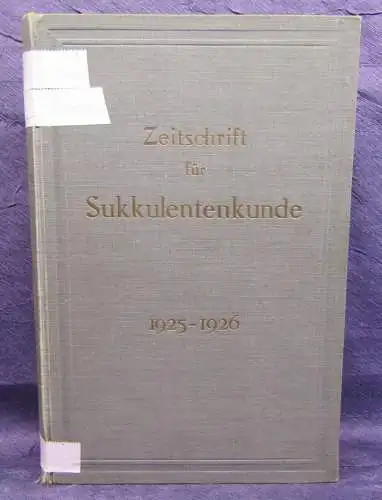 Zeitschrift
für
Sukkulentenkunde
1925-1926